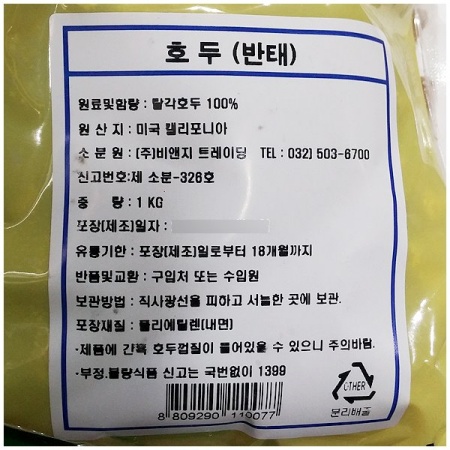 호 두 (반태)
원료및함량 : 탈각호두 100%
원 산 지 : 미국 캘리포니아
소 분 원 : (주)비앤지 트레이딩 TEL : 032) 503-6700
신고번호:제 소분-326호
중 량 : 1 KG
포장(제조)일자 :
유통기한 : 포장(제조)일로부터 18개월까지
반품및교환 : 구입처 또는 수입원
보관방법 : 직사광선을 피하고 서늘한 곳에 보관.
포장재질 : 폴리에틸렌(내면)
·제품에 간혹 호두껍질이 들어있을 수 있으니 주의바람.
·부정.불량식품 신고는 국번없이 1399
OTHER
분리배출
8 809290 110077